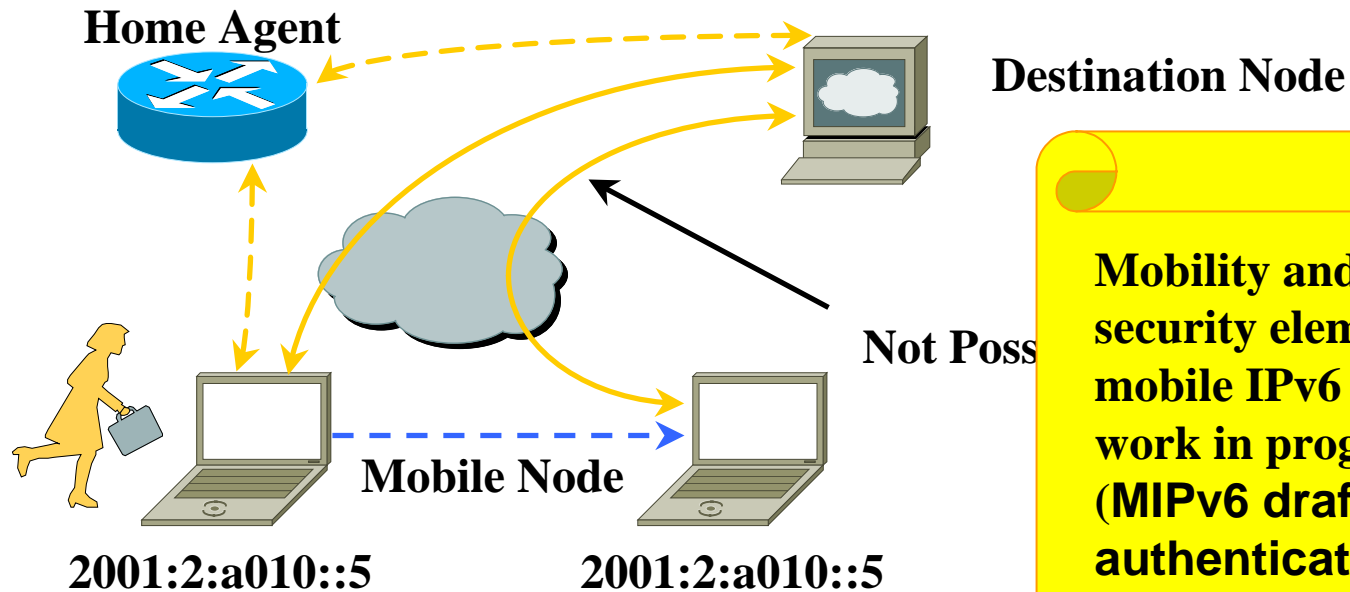 Home Agent
Destination Node
Mobility and
security elem
Not Poss
mobile IPv6
work in prog
Mobile Node
(MIPv6 draf
authenticat
2001:2:a010::5
2001:2:a010::5